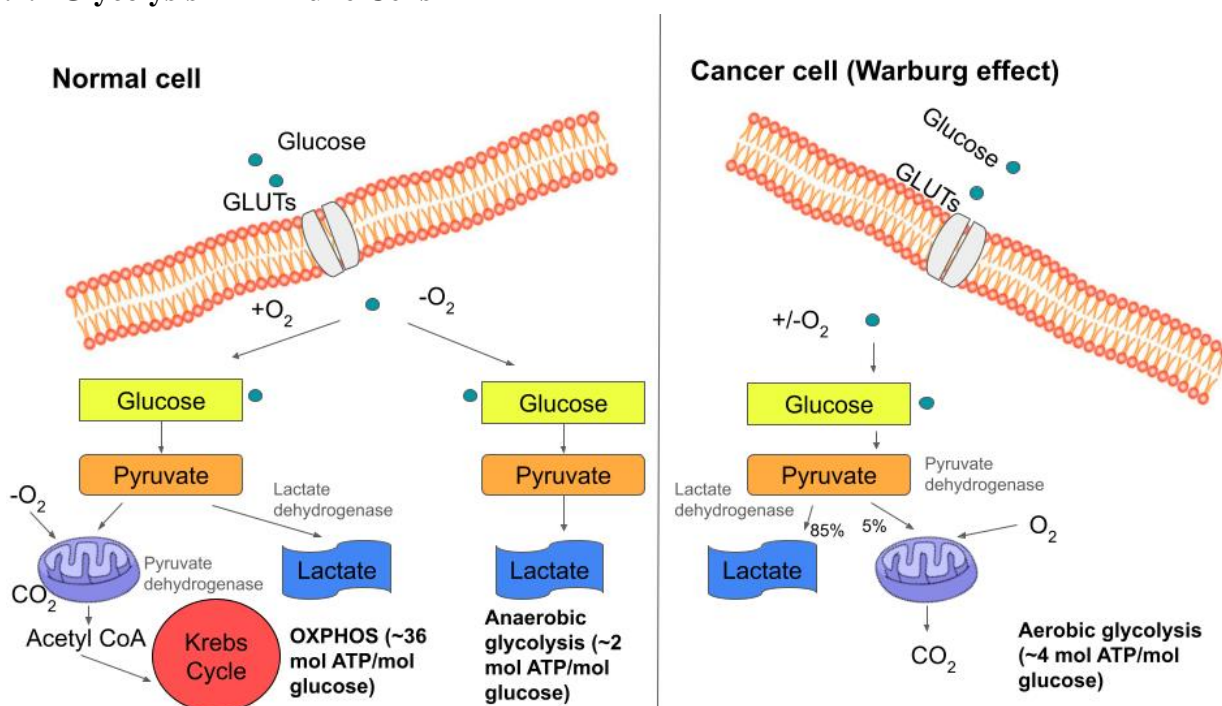 Normal cell
Glucose
GLUTs
+O2
-O2
Glucose
Glucose
Pyruvate
Pyruvate
-O2
Lactate
dehydrogenase
Pyruvate
dehydrogenase
CO2
Lactate
Lactate
Acetyl CoA
Krebs
Cycle
OXPHOS (~36
mol ATP/mol
glucose)
Anaerobic
glycolysis (~2
mol ATP/mol
glucose)
Cancer cell (Warburg effect)
Glucose
GLUTs
+/-O2
Glucose
Pyruvate
Pyruvate
dehydrogenase
Lactate
dehydrogenase
85%
5%
O2
Lactate
CO2
Aerobic glycolysis
(~4 mol ATP/mol
glucose)